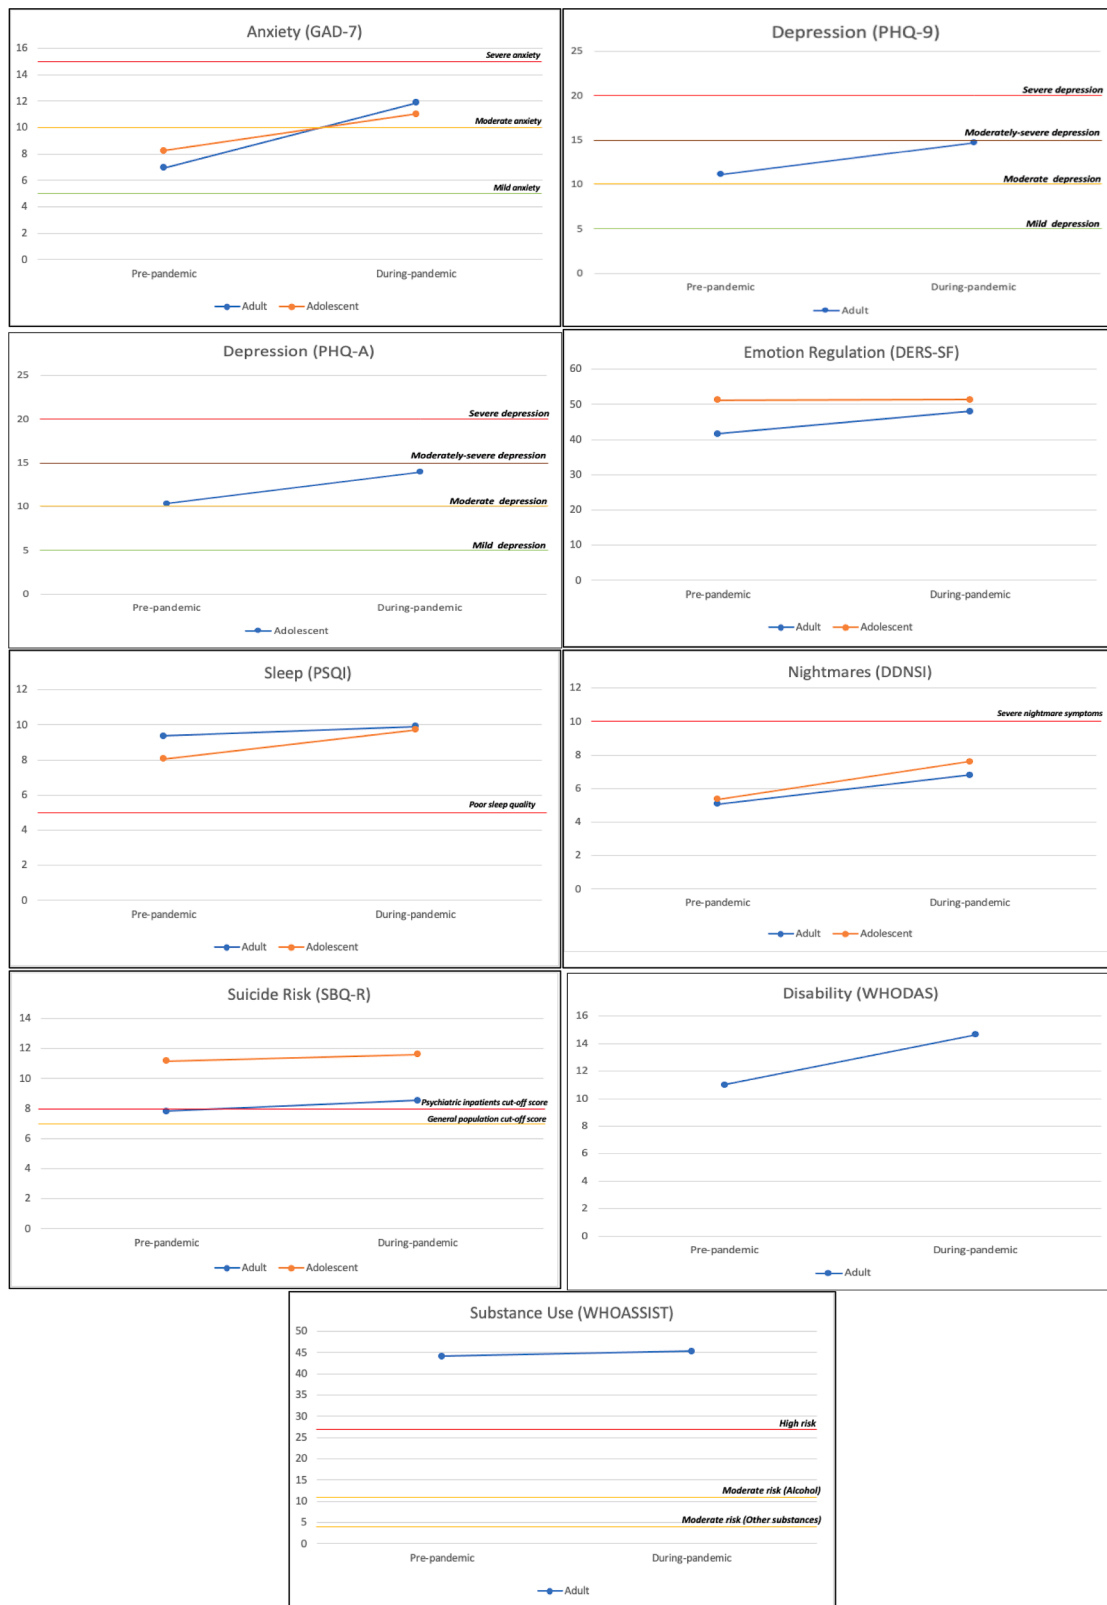 Anxiety (GAD-7)
16
Severe anxiety
14
12
Moderate anxiety
10
8
6
Mild anxiety
4
2
0
Pre-pandemic
During-pandemic
Adult
Adolescent
Depression (PHQ-9)
25
Severe depression
20
Moderately-severe depression
15
Moderate depression
10
Mild depression
5
0
Pre-pandemic
During-pandemic
Adult
Depression (PHQ-A)
25
Severe depression
20
Moderately-severe depression
15
Moderate depression
10
Mild depression
5
0
Pre-pandemic
During-pandemic
Adolescent
Emotion Regulation (DERS-SF)
60
50
40
30
20
10
0
Pre-pandemic
During-pandemic
Adult
Adolescent
Sleep (PSQI)
12
10
8
6
Poor sleep quality
4
2
0
Pre-pandemic
During-pandemic
Adult
Adolescent
Nightmares (DDNSI)
12
Severe nightmare symptoms
10
8
6
4
2
0
Pre-pandemic
During-pandemic
Adult
Adolescent
Suicide Risk (SBQ-R)
14
12
10
Psychiatric inpatients cut-off score
8
General population cut-off score
6
4
2
0
Pre-pandemic
During-pandemic
Adult
Adolescent
Disability (WHODAS)
16
14
12
10
8
6
4
2
0
Pre-pandemic
During-pandemic
Adult
Substance Use (WHOASSIST)
50
45
40
35
30
High risk
25
20
15
Moderate risk (Alcohol)
10
5
Moderate risk (Other substances)
0
Pre-pandemic
During-pandemic
Adult